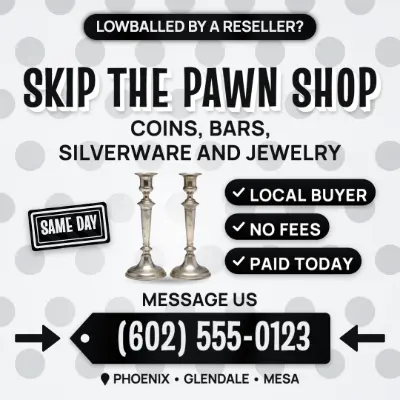 LOWBALLED BY A RESELLER?
SKIP THE PAWN SHOP
COINS, BARS,
SILVERWARE AND JEWELRY
SAME DAY
LOCAL BUYER
NO FEES
PAID TODAY
MESSAGE US
(602) 555-0123
PHOENIX • GLENDALE • MESA